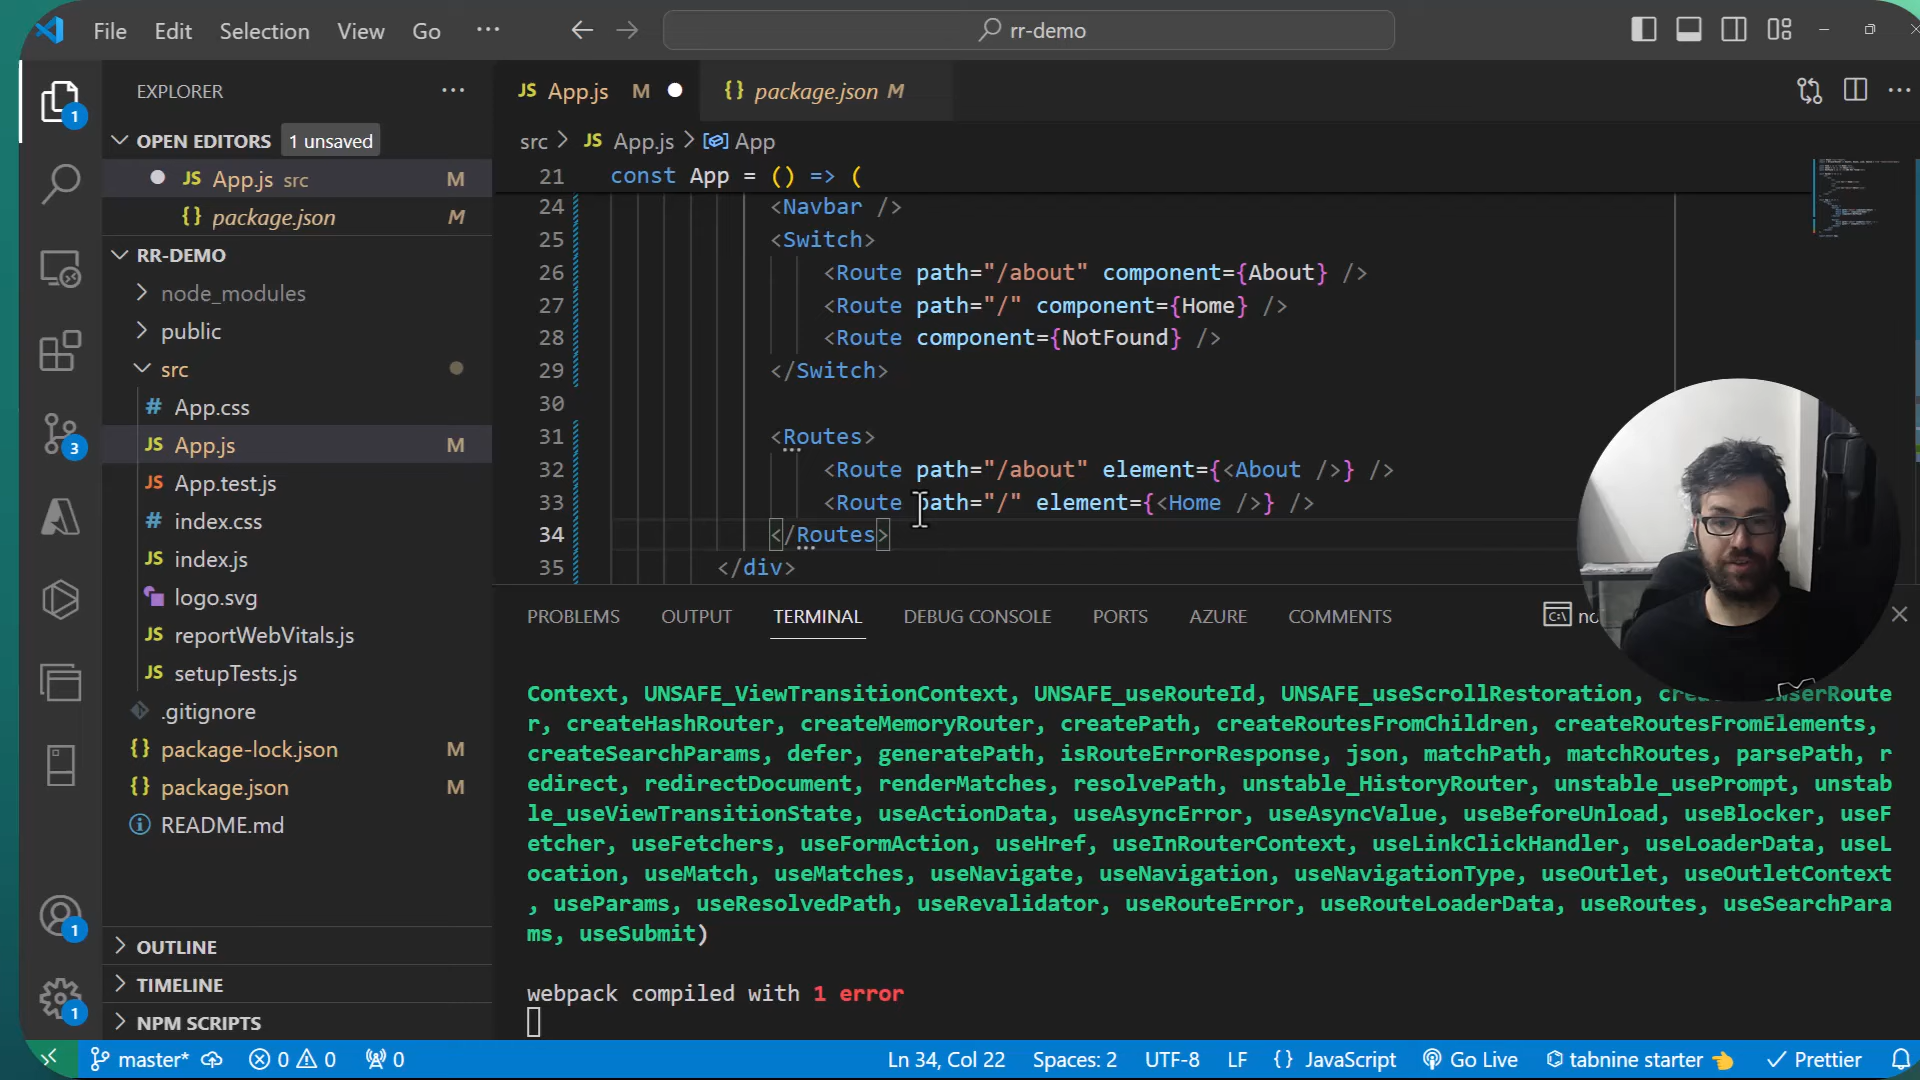 File Edit Selection View Go ··· rr-demo
EXPLORER ···
OPEN EDITORS 1 unsaved
JS App.js src M
{} package.json M
RR-DEMO
node_modules
public
src
# App.css
JS App.js M
JS App.test.js
# index.css
JS index.js
logo.svg
JS reportWebVitals.js
JS setupTests.js
.gitignore
{} package-lock.json M
{} package.json M
README.md
OUTLINE
TIMELINE
NPM SCRIPTS
1
3
1
1
JS App.js M {} package.json M ···
src > JS App.js > App
21 const App = () => (
24 <Navbar />
25 <Switch>
26 <Route path="/about" component={About} />
27 <Route path="/" component={Home} />
28 <Route component={NotFound} />
29 </Switch>
30
31 <Routes>
32 <Route path="/about" element={<About />} />
33 <Route path="/" element={<Home />} />
34 </Routes>
35 </div>
PROBLEMS OUTPUT TERMINAL DEBUG CONSOLE PORTS AZURE COMMENTS
Context, UNSAFE_ViewTransitionContext, UNSAFE_useRouteId, UNSAFE_useScrollRestoration,
r, createHashRouter, createMemoryRouter, createPath, createRoutesFromChildren, createRoutesFromElements,
createSearchParams, defer, generatePath, isRouteErrorResponse, json, matchPath, matchRoutes, parsePath, r
edirect, redirectDocument, renderMatches, resolvePath, unstable_HistoryRouter, unstable_usePrompt, unstab
le_useViewTransitionState, useActionData, useAsyncError, useAsyncValue, useBeforeUnload, useBlocker, useF
etcher, useFetchers, useFormAction, useHref, useInRouterContext, useLinkClickHandler, useLoaderData, useL
ocation, useMatch, useMatches, useNavigate, useNavigation, useNavigationType, useOutlet, useOutletContext
, useParams, useResolvedPath, useRevalidator, useRouteError, useRouteLoaderData, useRoutes, useSearchPara
ms, useSubmit)
webpack compiled with 1 error
master* 0 0 0 Ln 34, Col 22 Spaces: 2 UTF-8 LF {} JavaScript Go Live tabnine starter Prettier